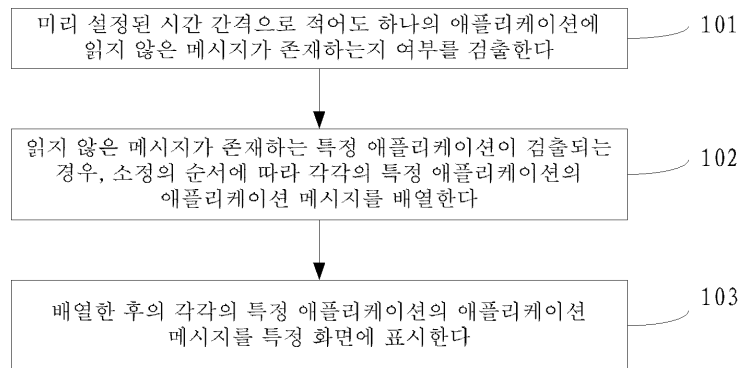 미리 설정된 시간 간격으로 적어도 하나의 애플리케이션에
읽지 않은 메시지가 존재하는지 여부를 검출한다
101
읽지 않은 메시지가 존재하는 특정 애플리케이션이 검출되는
경우, 소정의 순서에 따라 각각의 특정 애플리케이션의
애플리케이션 메시지를 배열한다
102
배열한 후의 각각의 특정 애플리케이션의 애플리케이션
메시지를 특정 화면에 표시한다
103